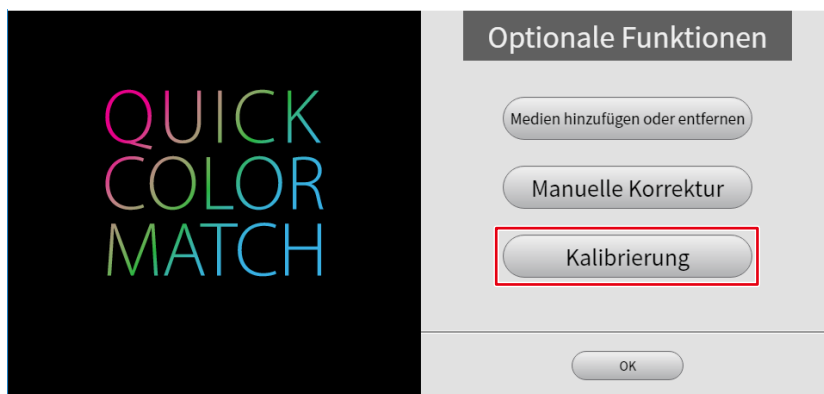 QUICK
COLOR
MATCH
Optionale Funktionen
Medien hinzufügen oder entfernen
Manuelle Korrektur
Kalibrierung
OK